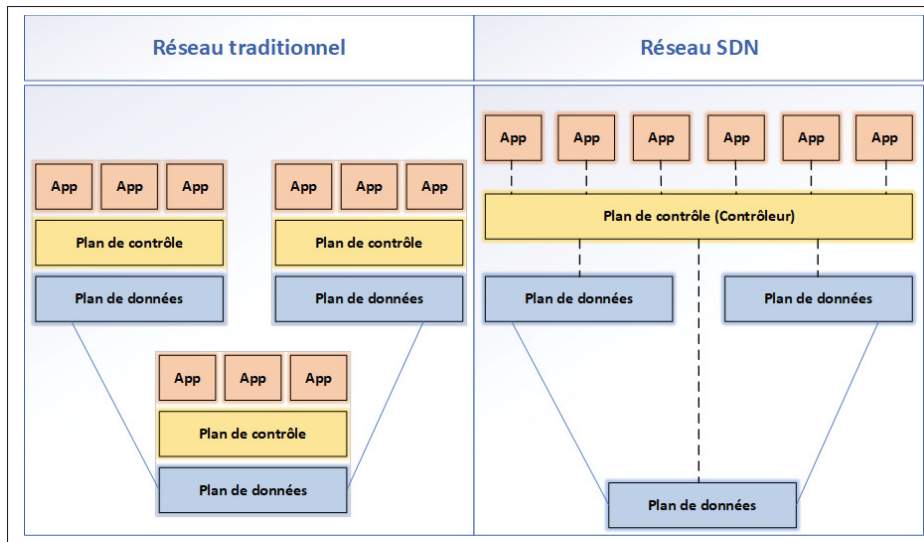 Réseau traditionnel
Réseau SDN
App App App
Plan de contrôle
Plan de données
App App App
Plan de contrôle
Plan de données
App App App
Plan de contrôle
Plan de données
App App App App App App
Plan de contrôle (Contrôleur)
Plan de données
Plan de données
Plan de données